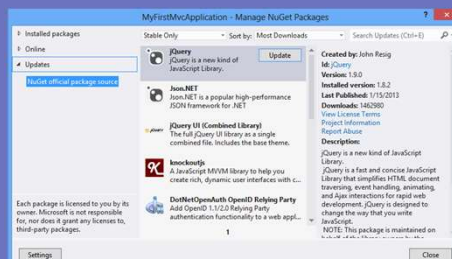 MyFirstMvcApplication - Manage NuGet Packages
Installed packages
Online
Updates
NuGet official package source
Each package is licensed to you by its
owner. Microsoft is not responsible
for, nor does it grant any licenses to,
third-party packages.
Settings
Stable Only
Sort by: Most Downloads
Search Updates (Ctrl+E)
jQuery
jQuery is a new kind of
JavaScript Library.
Update
Json.NET
Json.NET is a popular high-performance
JSON framework for .NET
jQuery UI (Combined Library)
The full jQuery UI library as a single
combined file. Includes the base theme.
knockoutjs
A JavaScript MVVM library to help you
create rich, dynamic user interfaces with c...
DotNetOpenAuth OpenID Relying Party
Add OpenID 1.1/2.0 Relying Party
authentication functionality to a web appl...
1
Created by: John Resig
Id: jQuery
Version: 1.9.0
Installed version: 1.8.2
Last Published: 1/15/2013
Downloads: 1462980
View License Terms
Project Information
Report Abuse
Description:
jQuery is a new kind of JavaScript
Library.
jQuery is a fast and concise JavaScript
Library that simplifies HTML document
traversing, event handling, animating,
and Ajax interactions for rapid web
development. jQuery is designed to
change the way that you write
JavaScript.
NOTE: This package is maintained on
Close